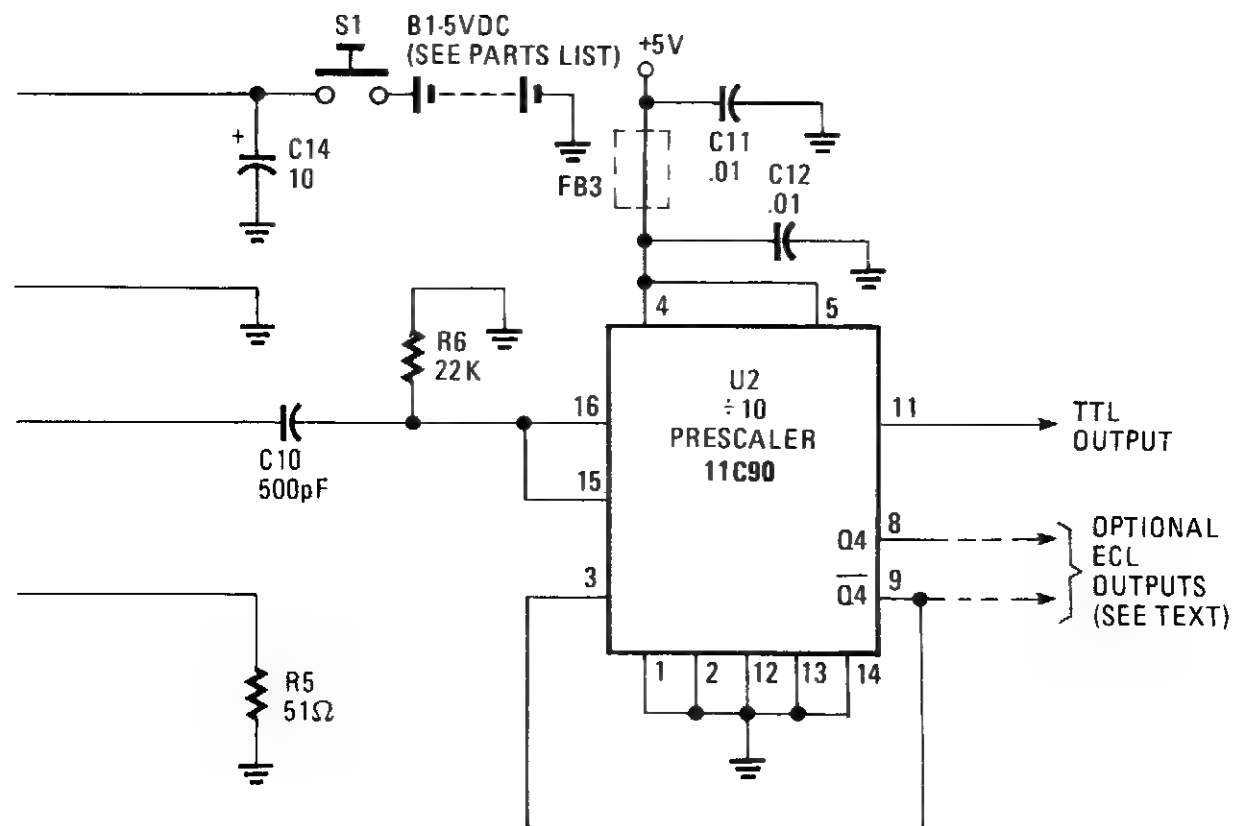 S1
B1-5VDC
(SEE PARTS LIST)
+5V
+
C14
10
C11
.01
FB3
C12
.01
4
5
R6
22K
U2
÷10
PRESCALER
11C90
16
15
3
11
TTL
OUTPUT
C10
500pF
Q4
8
Q4
9
OPTIONAL
ECL
OUTPUTS
(SEE TEXT)
1
2
12
13
14
R5
51Ω